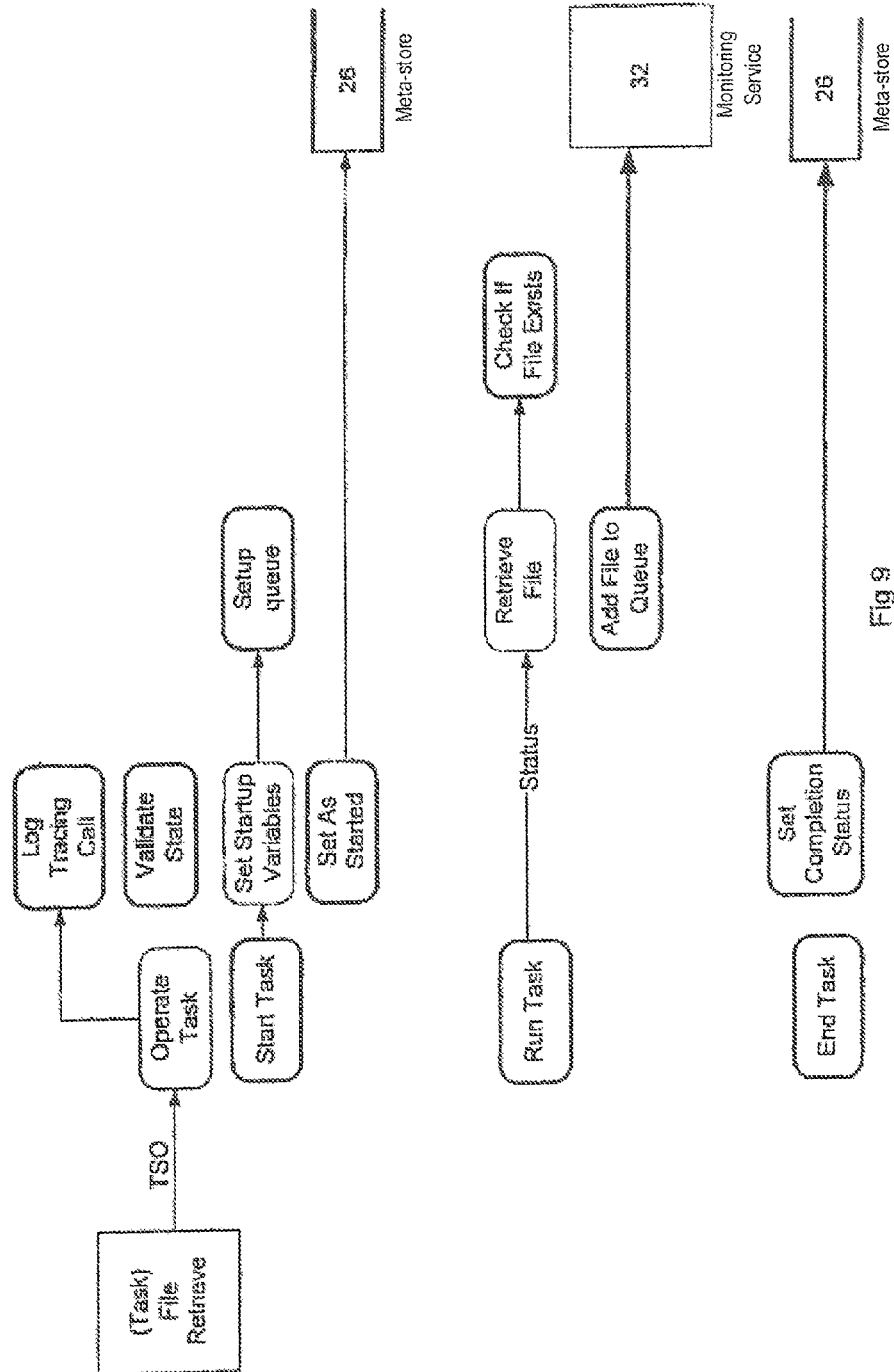 (Task)
File
Retrieve
TSO
Operate
Task
Log
Tracing
Call
Validate
State
Start Task
Set Startup
Variables
Setup
queue
Set As
Started
26
Meta-store
Run Task
Status
Retrieve
File
Check If
File Exists
Add File to
Queue
32
Monitoring
Service
End Task
Set
Completion
Status
26
Meta-store
Fig 9